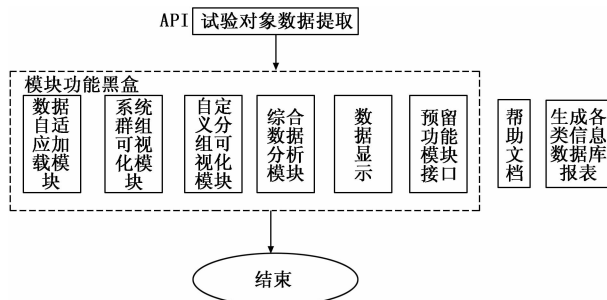 API 试验对象数据提取
模块功能黑盒
数据
自适
应加
载模
块
系统
群组
可视
化模
块
自定
义分
组可
视化
模块
综合
数据
分析
模块
数
据
显
示
预留
功能
模块
接口
帮
助
文
档
生成各
类信息
数据库
报表
结束